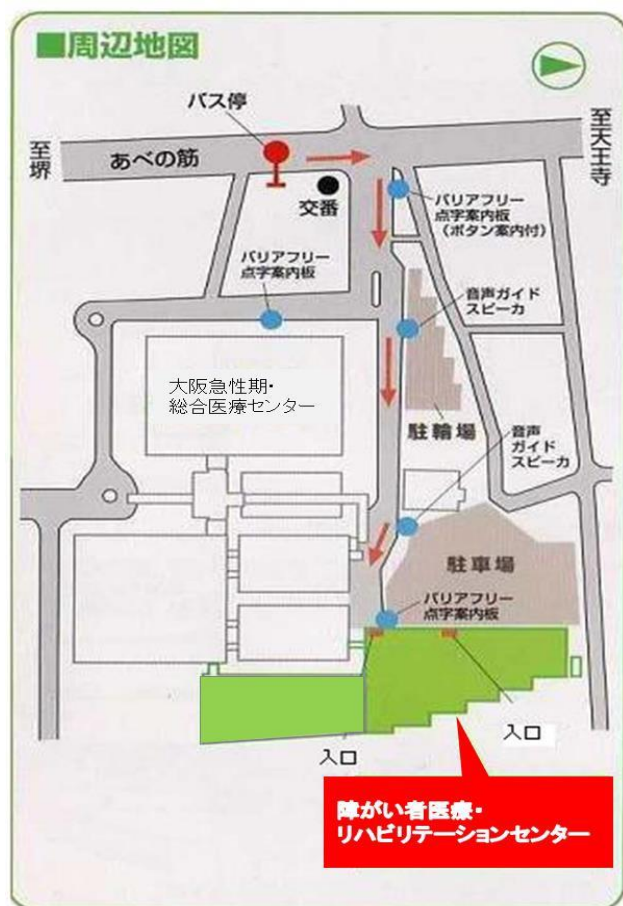 ■周辺地図
バス停
至堺
あべの筋
至天王寺
交番
バリアフリー
点字案内板
（ボタン案内付）
バリアフリー
点字案内板
音声ガイド
スピーカ
大阪急性期・
総合医療センター
駐輪場
音声
ガイド
スピーカ
駐車場
バリアフリー
点字案内板
入口
入口
障がい者医療・
リハビリテーションセンター